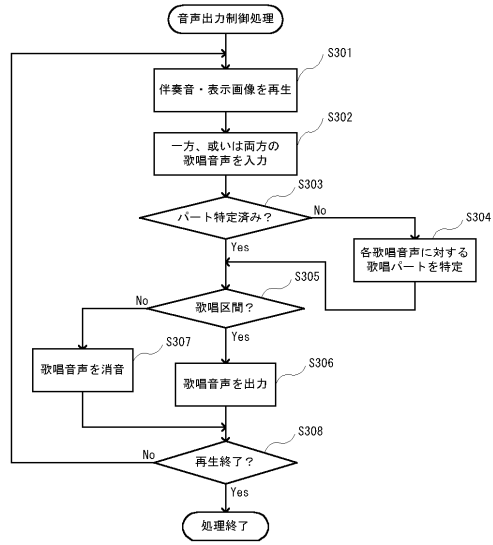 音声出力制御処理
S301
伴奏音・表示画像を再生
S302
一方、或いは両方の
歌唱音声を入力
S303
パート特定済み？
No
S304
Yes
各歌唱音声に対する
歌唱パートを特定
S305
No
歌唱区間？
S307
Yes
歌唱音声を消音
S306
歌唱音声を出力
S308
No
再生終了？
Yes
処理終了